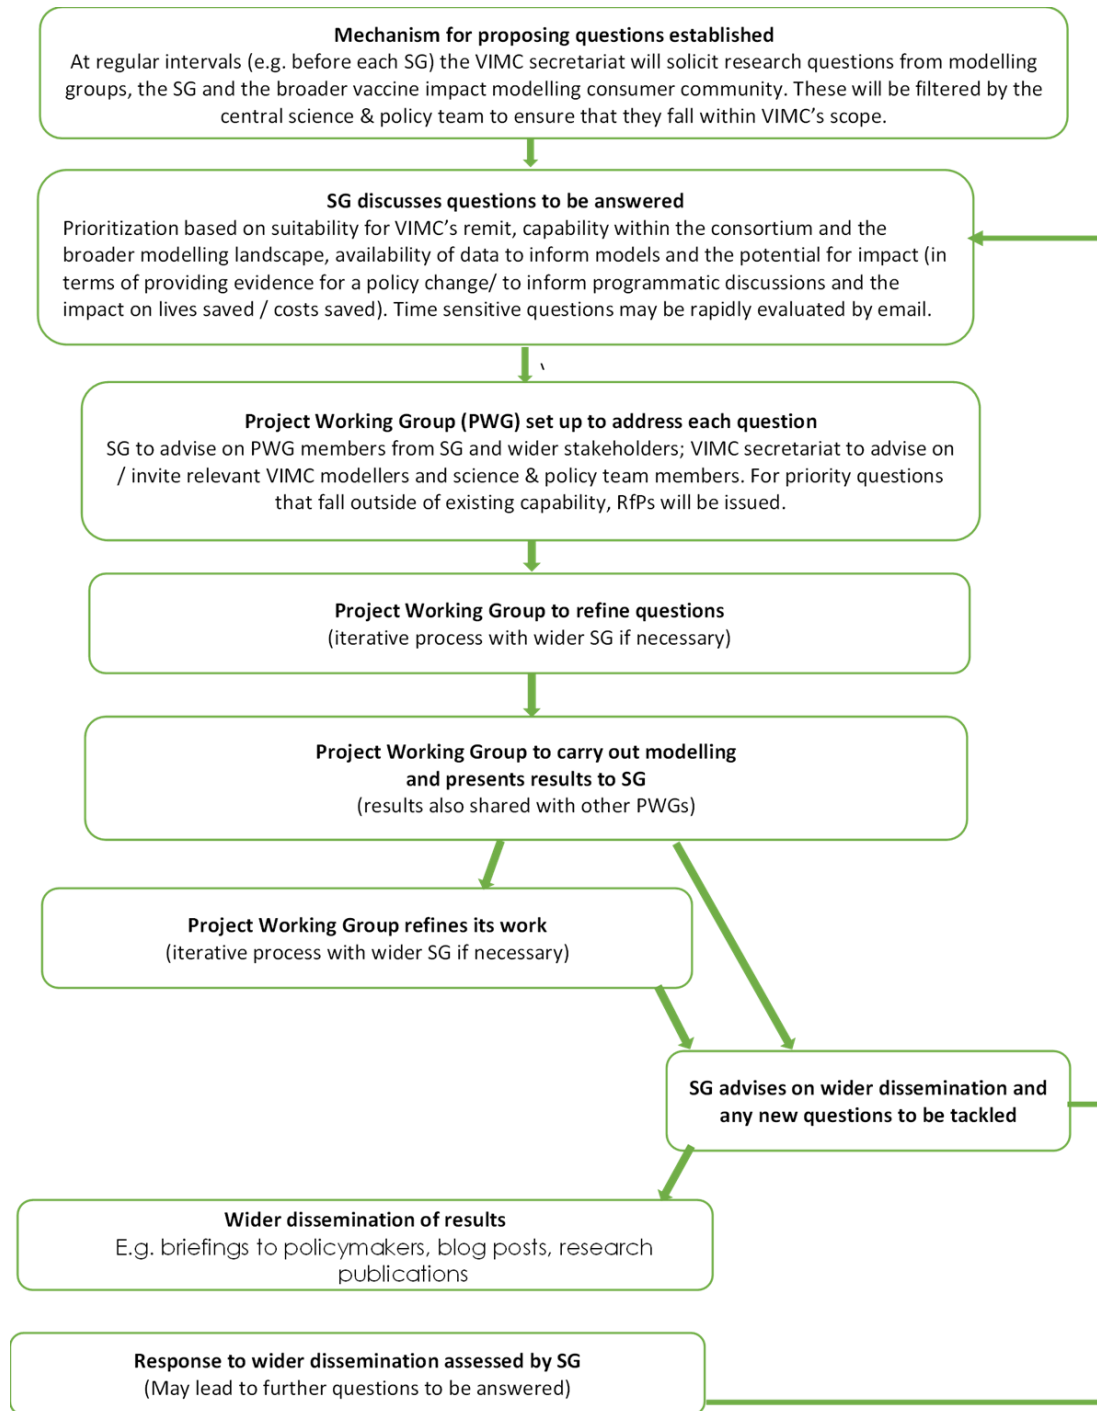 Mechanism for proposing questions established
At regular intervals (e.g. before each SG) the VIMC secretariat will solicit research questions from modelling
groups, the SG and the broader vaccine impact modelling consumer community. These will be filtered by the
central science & policy team to ensure that they fall within VIMC's scope.
SG discusses questions to be answered
Prioritization based on suitability for VIMC's remit, capability within the consortium and the
broader modelling landscape, availability of data to inform models and the potential for impact (in
terms of providing evidence for a policy change/ to inform programmatic discussions and the
impact on lives saved / costs saved). Time sensitive questions may be rapidly evaluated by email.
Project Working Group (PWG) set up to address each question
SG to advise on PWG members from SG and wider stakeholders; VIMC secretariat to advise on
/ invite relevant VIMC modellers and science & policy team members. For priority questions
that fall outside of existing capability, RfPs will be issued.
Project Working Group to refine questions
(iterative process with wider SG if necessary)
Project Working Group to carry out modelling
and presents results to SG
(results also shared with other PWGs)
Project Working Group refines its work
(iterative process with wider SG if necessary)
SG advises on wider dissemination and
any new questions to be tackled
Wider dissemination of results
E.g. briefings to policymakers, blog posts, research
publications
Response to wider dissemination assessed by SG
(May lead to further questions to be answered)